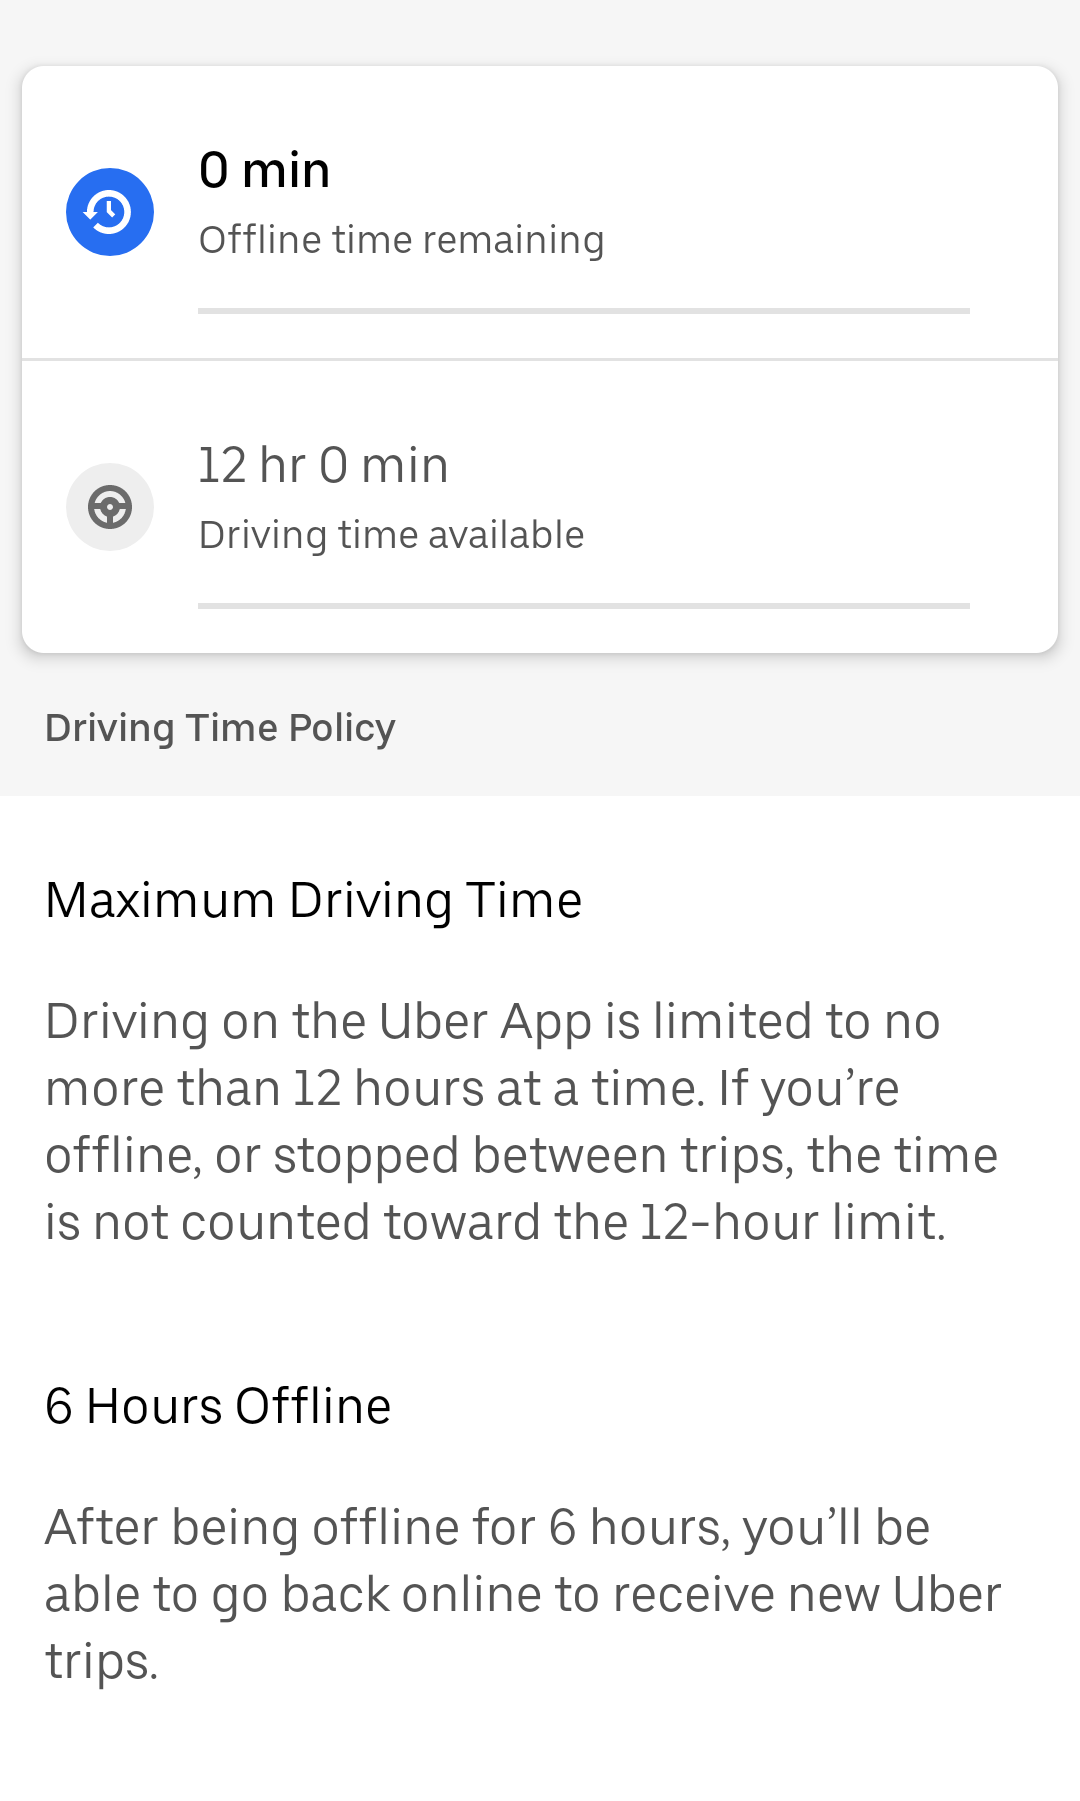 0 min
Offline time remaining
12 hr 0 min
Driving time available
Driving Time Policy
Maximum Driving Time
Driving on the Uber App is limited to no
more than 12 hours at a time. If you’re
offline, or stopped between trips, the time
is not counted toward the 12-hour limit.
6 Hours Offline
After being offline for 6 hours, you’ll be
able to go back online to receive new Uber
trips.